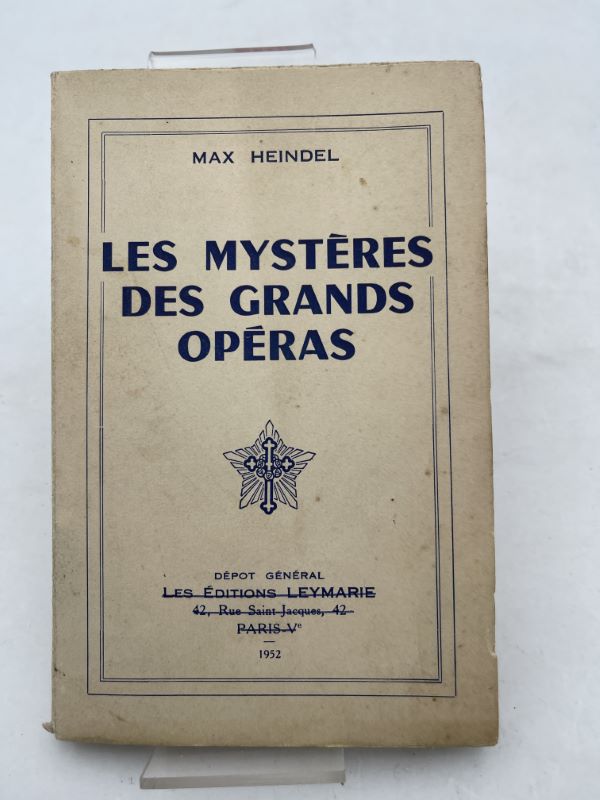 MAX HEINDEL
LES MYSTÈRES
DES GRANDS
OPÉRAS
DÉPOT GÉNÉRAL
LES ÉDITIONS LEYMARIE
42, Rue Saint-Jacques, 42
PARIS-Vᵉ
1952